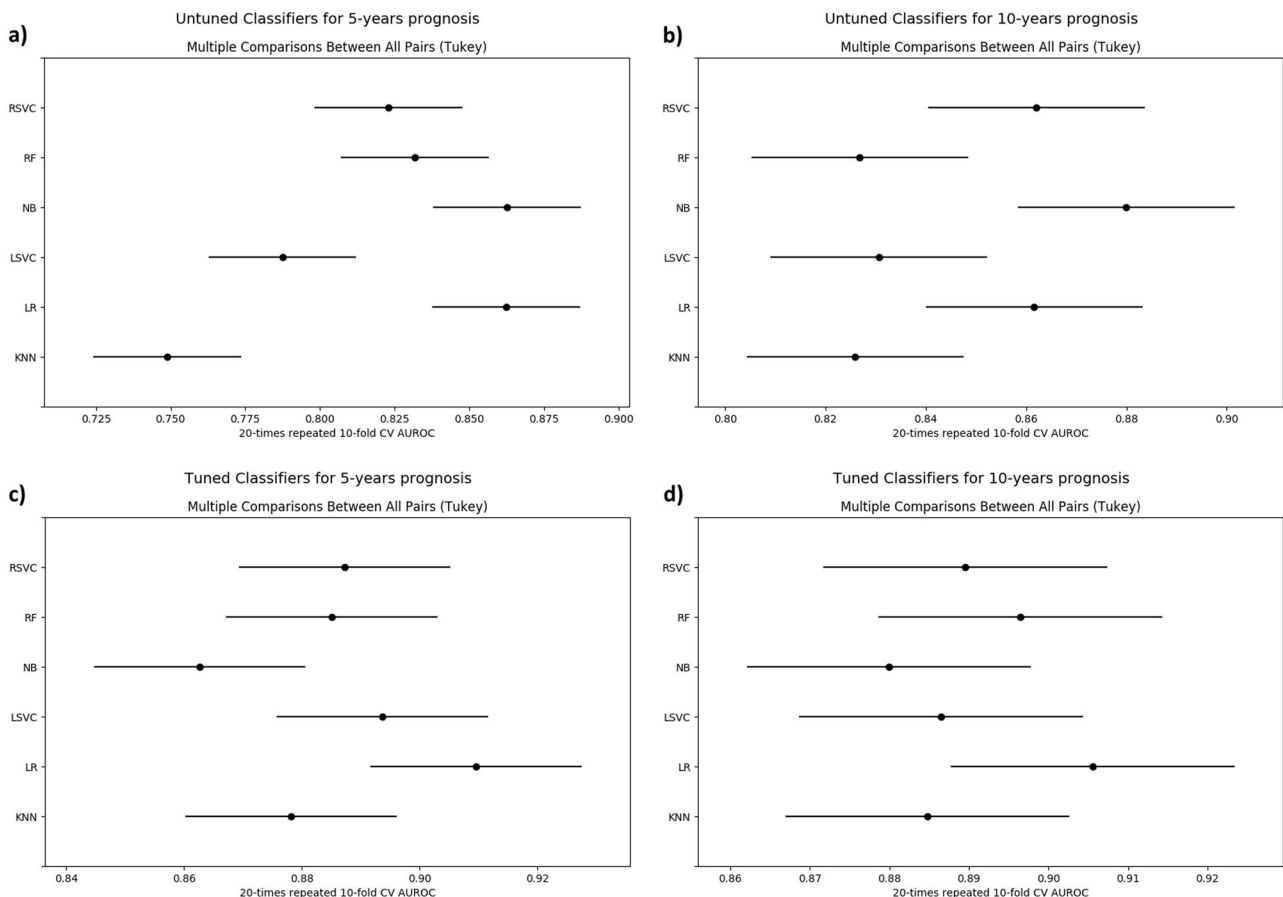 Untuned Classifiers for 5-years prognosis
a)
Multiple Comparisons Between All Pairs (Tukey)
RSVC
RF
NB
LSVC
LR
KNN
0.725 0.750 0.775 0.800 0.825 0.850 0.875 0.900
20-times repeated 10-fold CV AUROC
Untuned Classifiers for 10-years prognosis
b)
Multiple Comparisons Between All Pairs (Tukey)
RSVC
RF
NB
LSVC
LR
KNN
0.80 0.82 0.84 0.86 0.88 0.90
20-times repeated 10-fold CV AUROC
Tuned Classifiers for 5-years prognosis
c)
Multiple Comparisons Between All Pairs (Tukey)
RSVC
RF
NB
LSVC
LR
KNN
0.84 0.86 0.88 0.90 0.92
20-times repeated 10-fold CV AUROC
Tuned Classifiers for 10-years prognosis
d)
Multiple Comparisons Between All Pairs (Tukey)
RSVC
RF
NB
LSVC
LR
KNN
0.86 0.87 0.88 0.89 0.90 0.91 0.92
20-times repeated 10-fold CV AUROC